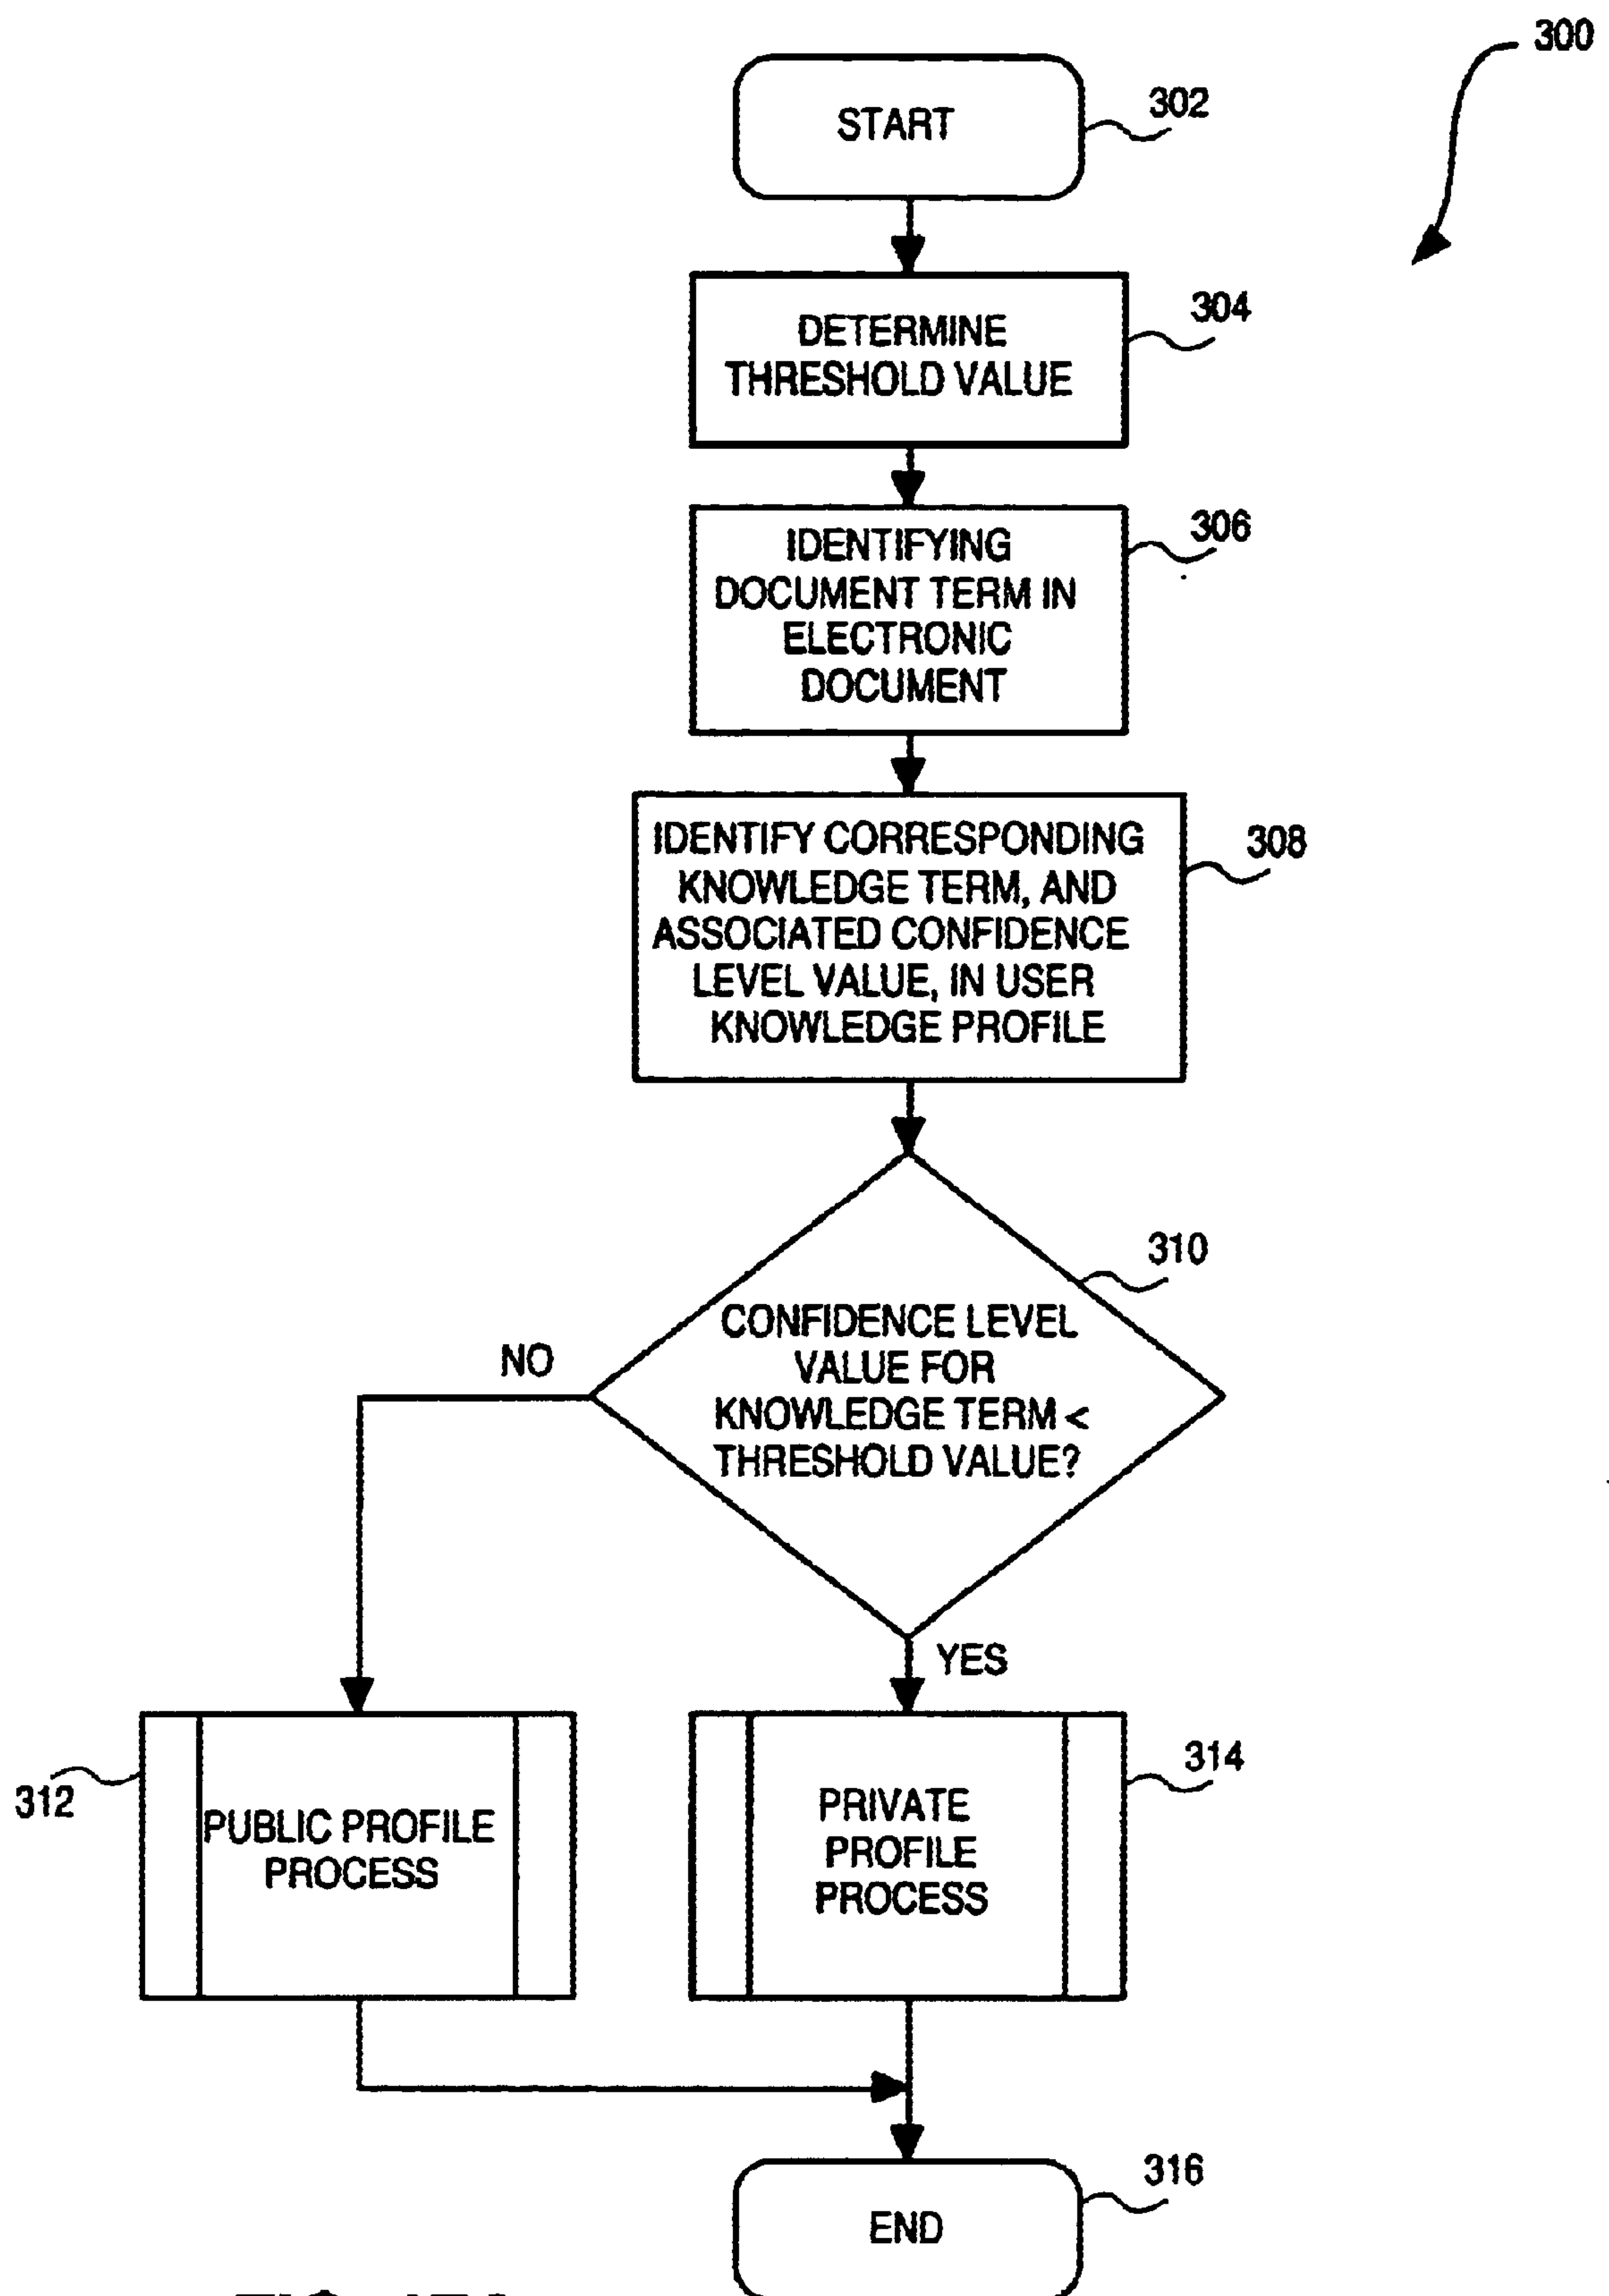 300
START
302
DETERMINE
THRESHOLD VALUE
304
IDENTIFYING
DOCUMENT TERM IN
ELECTRONIC
DOCUMENT
306
IDENTIFY CORRESPONDING
KNOWLEDGE TERM, AND
ASSOCIATED CONFIDENCE
LEVEL VALUE, IN USER
KNOWLEDGE PROFILE
308
310
CONFIDENCE LEVEL
VALUE FOR
KNOWLEDGE TERM <
THRESHOLD VALUE?
NO
YES
312
PUBLIC PROFILE
PROCESS
314
PRIVATE
PROFILE
PROCESS
316
END